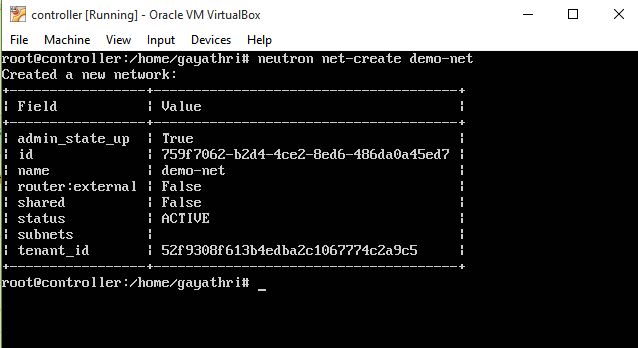 controller [Running] - Oracle VM VirtualBox
File Machine View Input Devices Help
root@controller:/home/gayathri# neutron net-create demo-net
Created a new network:
+-----------------+--------------------------------------+
| Field           | Value                                |
+-----------------+--------------------------------------+
| admin_state_up  | True                                 |
| id              | 759f7062-b2d4-4ce2-8ed6-486da0a45ed7 |
| name            | demo-net                             |
| router:external | False                                |
| shared          | False                                |
| status          | ACTIVE                               |
| subnets         |                                      |
| tenant_id       | 52f9308f613b4edba2c1067774c2a9c5     |
+-----------------+--------------------------------------+
root@controller:/home/gayathri# _